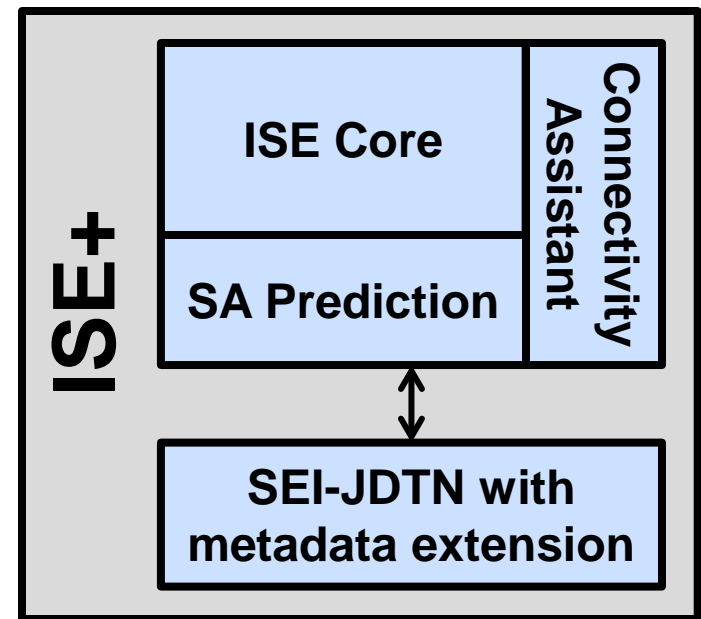 ISE+
ISE Core
SA Prediction
Connectivity
Assistant
SEI-JDTN with
metadata extension